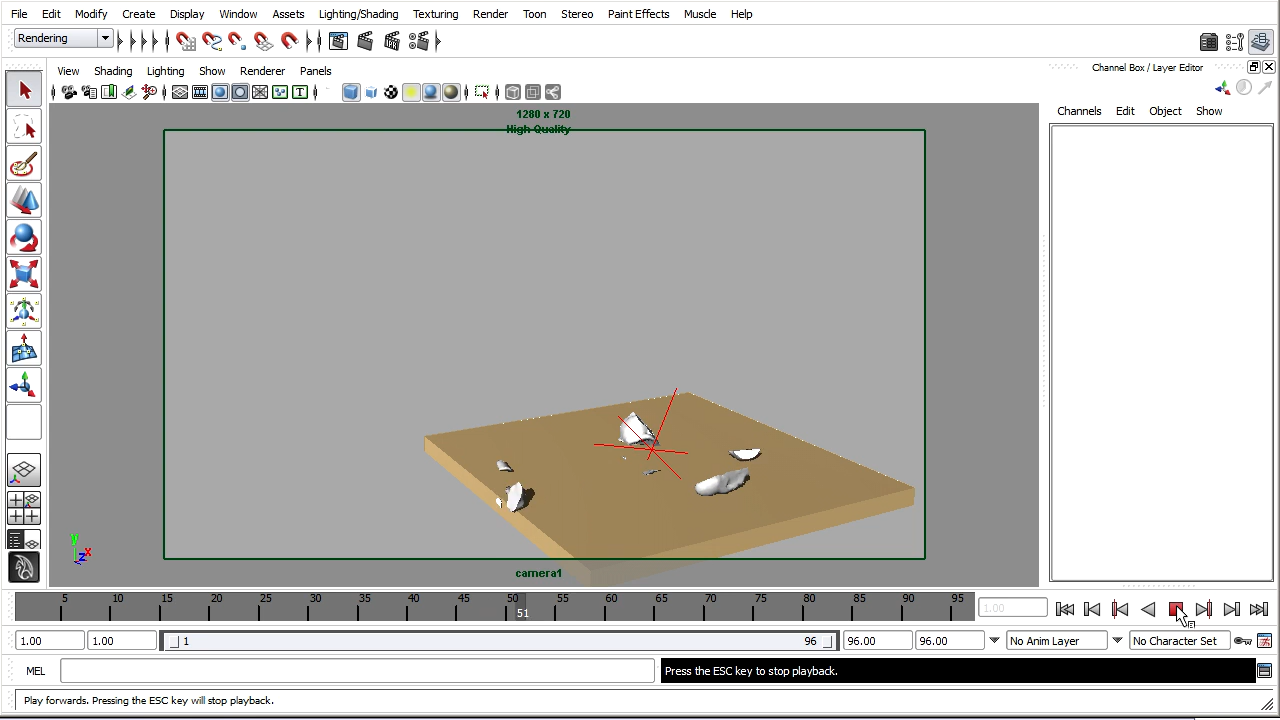 File Edit Modify Create Display Window Assets Lighting/Shading Texturing Render Toon Stereo Paint Effects Muscle Help
Rendering
Channel Box / Layer Editor
View Shading Lighting Show Renderer Panels
Channels Edit Object Show
1280 x 720
High Quality
y
x
z
camera1
5 10 15 20 25 30 35 40 45 50 55 60 65 70 75 80 85 90 95
51
1.00
1.00 1.00 1 96 96.00 96.00 No Anim Layer No Character Set
MEL Press the ESC key to stop playback.
Play forwards. Pressing the ESC key will stop playback.